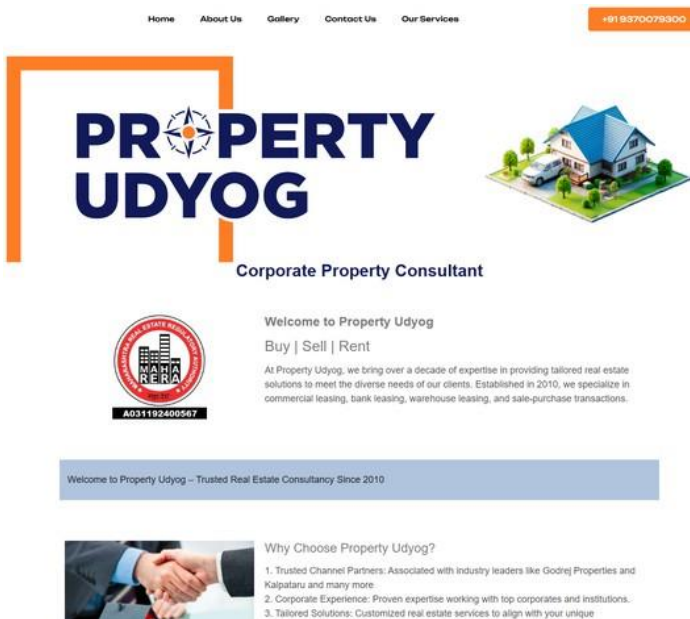 Home About Us Gallery Contact Us Our Services +91 9370079300
PROPERTY
UDYOG
Corporate Property Consultant
MAHARASHTRA REAL ESTATE REGULATORY AUTHORITY
MAHA
RERA
A031192400567
Welcome to Property Udyog
Buy | Sell | Rent
At Property Udyog, we bring over a decade of expertise in providing tailored real estate
solutions to meet the diverse needs of our clients. Established in 2010, we specialize in
commercial leasing, bank leasing, warehouse leasing, and sale-purchase transactions.
Welcome to Property Udyog – Trusted Real Estate Consultancy Since 2010
Why Choose Property Udyog?
1. Trusted Channel Partners: Associated with industry leaders like Godrej Properties and
Kalpataru and many more
2. Corporate Experience: Proven expertise working with top corporates and institutions.
3. Tailored Solutions: Customized real estate services to align with your unique